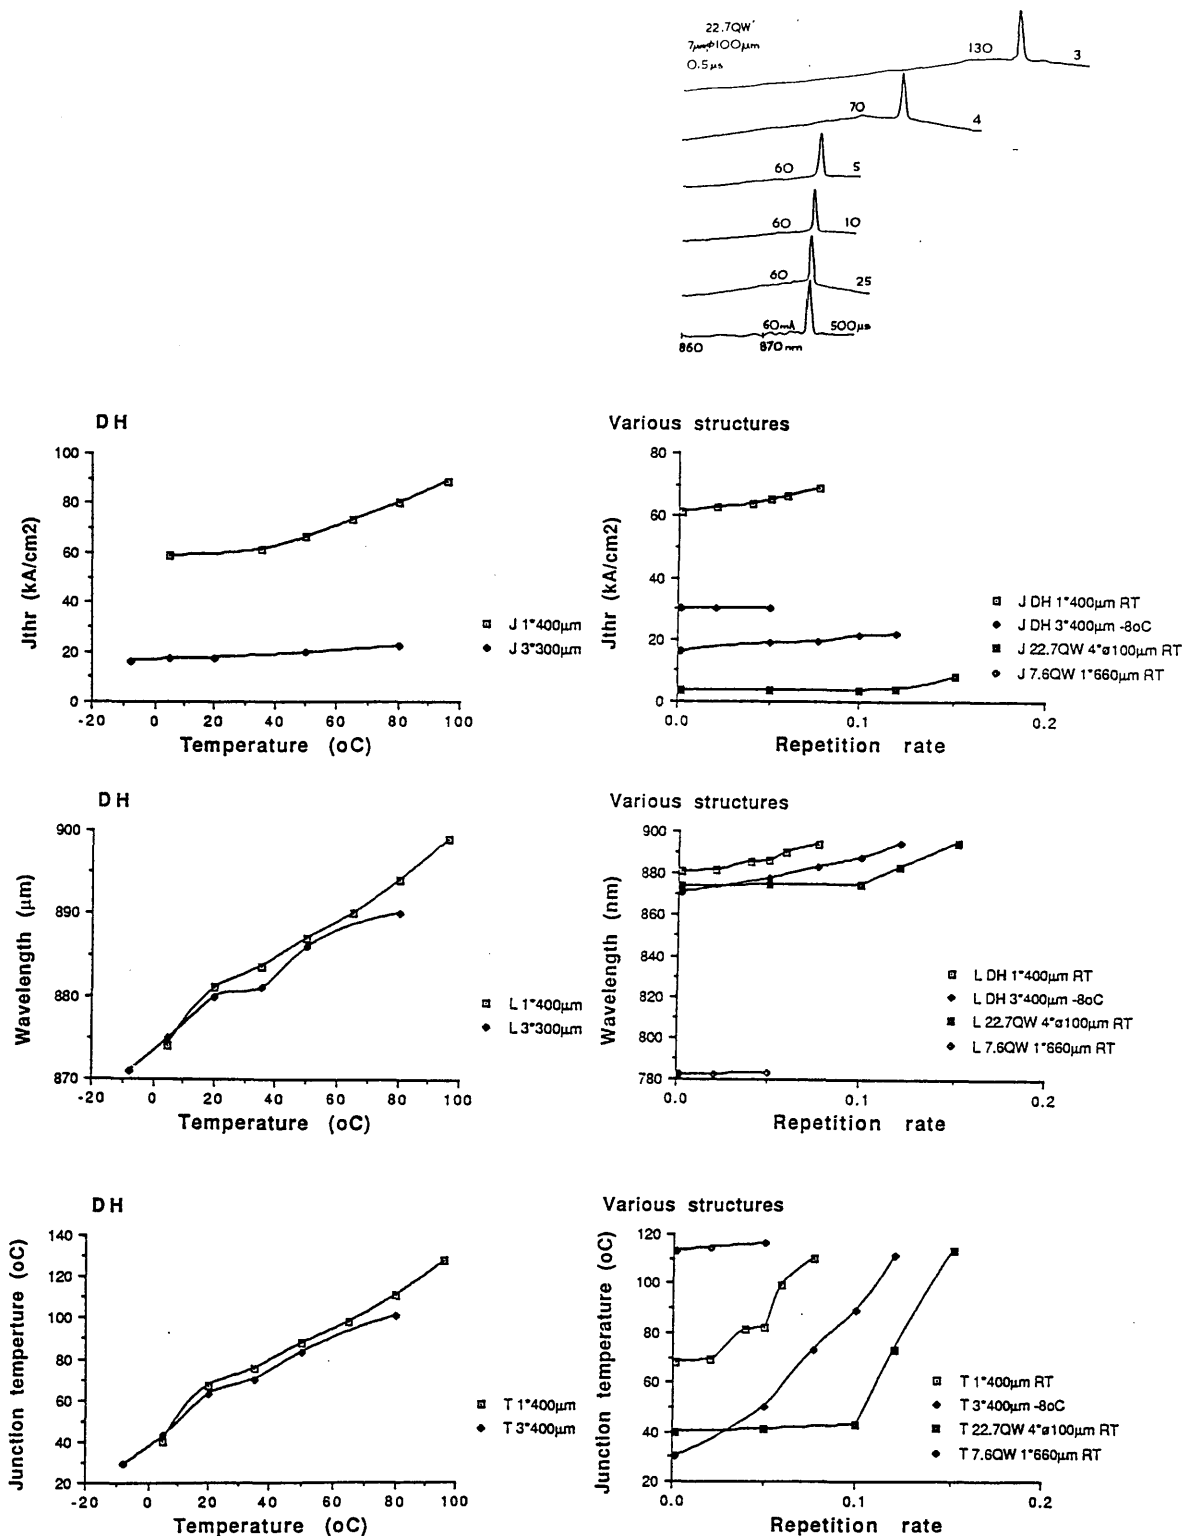 22.7QW
7μmφ100μm
0.5μs
130
3
70
4
60
5
60
10
60
25
60mA
500μs
860
870nm
DH
100
80
60
40
20
0
-20 0 20 40 60 80 100
Jthr (kA/cm2)
Temperature (oC)
J 1*400μm
J 3*300μm
Various structures
80
60
40
20
0
0.0 0.1 0.2
Jthr (kA/cm2)
Repetition rate
J DH 1*400μm RT
J DH 3*400μm -8oC
J 22.7QW 4*ø100μm RT
J 7.6QW 1*660μm RT
DH
900
890
880
870
-20 0 20 40 60 80 100
Wavelength (μm)
Temperature (oC)
L 1*400μm
L 3*300μm
Various structures
900
880
860
840
820
800
780
0.0 0.1 0.2
Wavelength (nm)
Repetition rate
L DH 1*400μm RT
L DH 3*400μm -8oC
L 22.7QW 4*ø100μm RT
L 7.6QW 1*660μm RT
DH
140
120
100
80
60
40
20
-20 0 20 40 60 80 100
Junction temperture (oC)
Temperature (oC)
T 1*400μm
T 3*400μm
Various structures
120
100
80
60
40
20
0.0 0.1 0.2
Junction temperature (oC)
Repetition rate
T 1*400μm RT
T 3*400μm -8oC
T 22.7QW 4*ø100μm RT
T 7.6QW 1*660μm RT